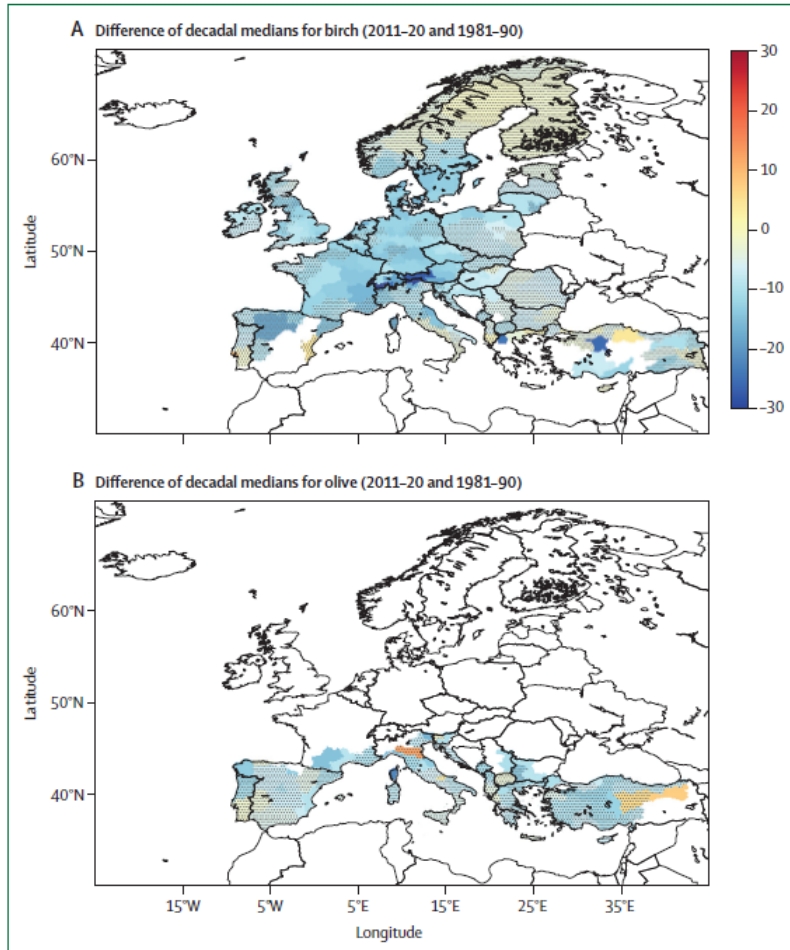 A Difference of decadal medians for birch (2011–20 and 1981–90)
30
20
10
0
–10
–20
–30
60°N
50°N
40°N
Latitude
B Difference of decadal medians for olive (2011–20 and 1981–90)
60°N
50°N
40°N
Latitude
15°W 5°W 5°E 15°E 25°E 35°E
Longitude